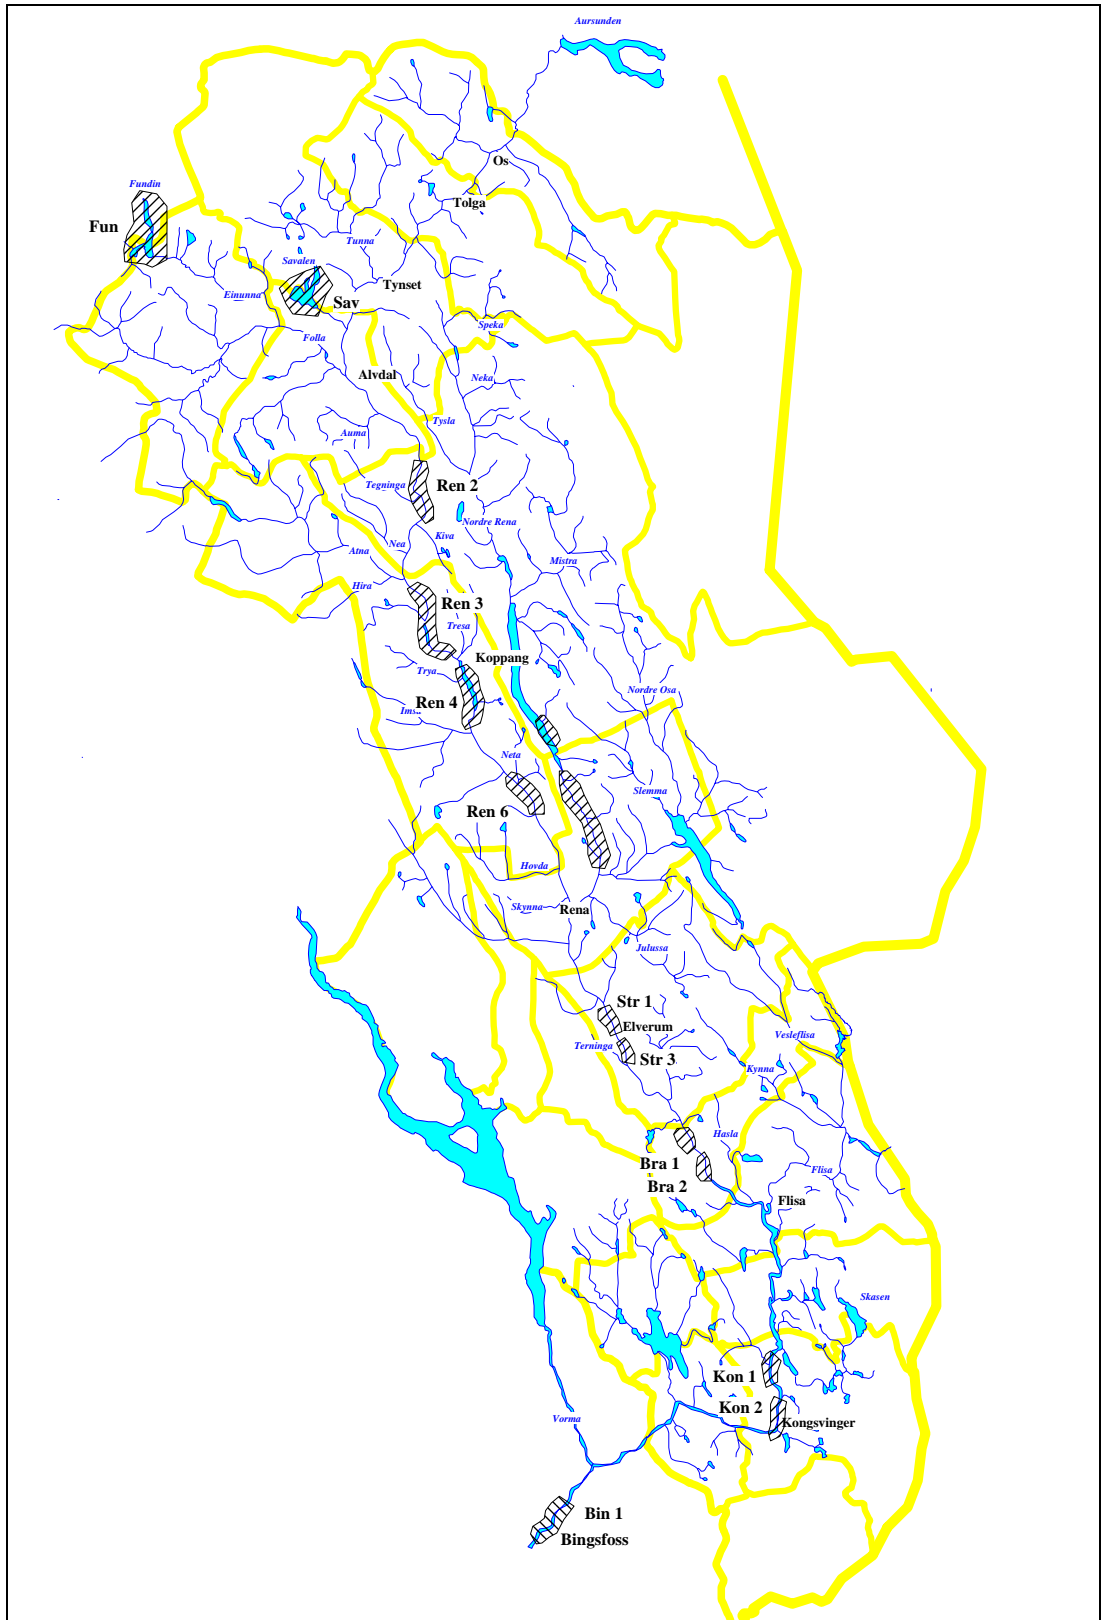 Aursunden
Os
Fundin
Tolga
Fun
Tunna
Savalen
Tynset
Einunna
Sav
Speka
Folla
Alvdal
Neka
Tysla
Auma
Tegninga
Ren 2
Nordre Rena
Kiva
Nea
Atna
Mistra
Hira
Ren 3
Tresa
Koppang
Trya
Nordre Osa
Ren 4
Neta
Slemma
Ren 6
Hovda
Skynna
Rena
Julussa
Str 1
Elverum
Vesleflisa
Terninga
Str 3
Kynna
Hasla
Bra 1
Flisa
Bra 2
Flisa
Skasen
Kon 1
Kon 2
Vorma
Kongsvinger
Bin 1
Bingsfoss